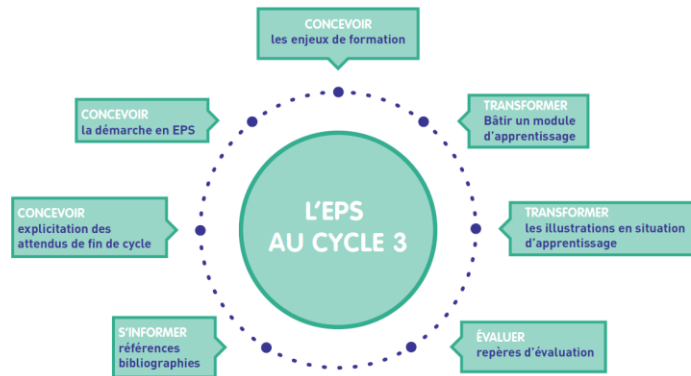 CONCEVOIR
les enjeux de formation
CONCEVOIR
la démarche en EPS
TRANSFORMER
Bâtir un module
d'apprentissage
L'EPS
AU CYCLE 3
CONCEVOIR
explicitation des
attendus de fin de cycle
TRANSFORMER
les illustrations en situation
d'apprentissage
S'INFORMER
références
bibliographies
ÉVALUER
repères d'évaluation